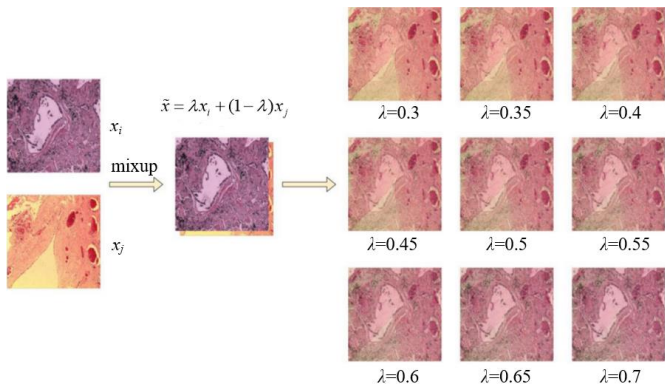 x̃ = λxᵢ + (1−λ)xⱼ
xᵢ
mixup
xⱼ
λ=0.3 λ=0.35 λ=0.4
λ=0.45 λ=0.5 λ=0.55
λ=0.6 λ=0.65 λ=0.7